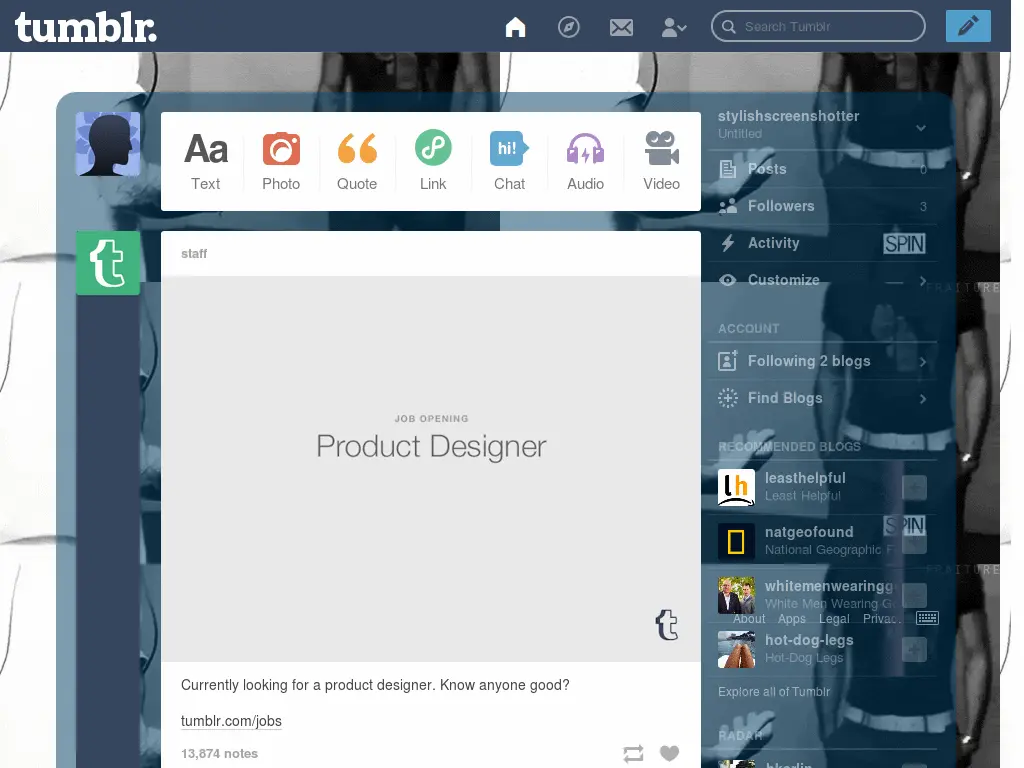 tumblr.
Search Tumblr
Aa
Text
Photo
Quote
Link
hi!
Chat
Audio
Video
stylishscreenshotter
Untitled
Posts 0
Followers 3
Activity
SPIN
Customize
FRAITURE
ACCOUNT
Following 2 blogs
Find Blogs
RECOMMENDED BLOGS
lh
leasthelpful
Least Helpful
natgeofound
National Geographic F
SPIN
FRAITURE
whitemenwearingg
White Men Wearing Go
About Apps Legal Privac
hot-dog-legs
Hot-Dog Legs
Explore all of Tumblr
RADAR
bkerlin
t
staff
JOB OPENING
Product Designer
t
Currently looking for a product designer. Know anyone good?
tumblr.com/jobs
13,874 notes